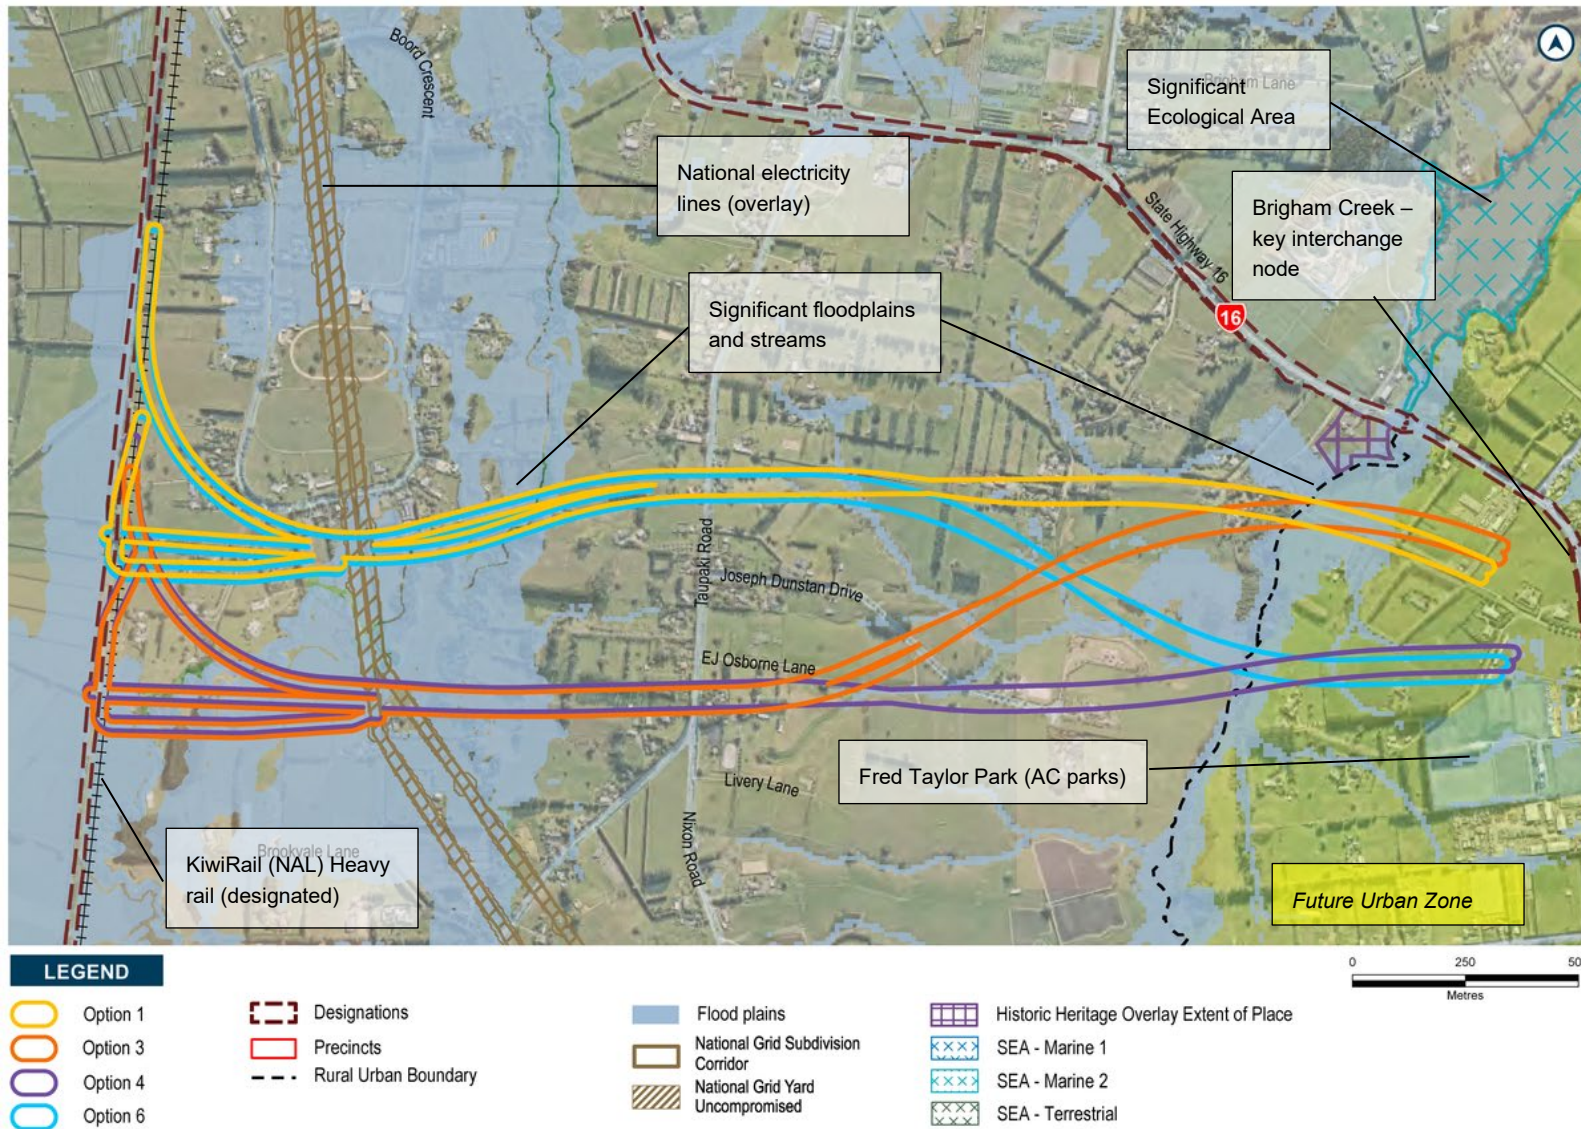 Boord Crescent
Brigham Lane
Significant
Ecological Area
National electricity
lines (overlay)
Brigham Creek –
key interchange
node
State Highway 16
16
Significant floodplains
and streams
Taupaki Road
Joseph Dunstan Drive
EJ Osborne Lane
Fred Taylor Park (AC parks)
Livery Lane
Nixon Road
Brookvale Lane
KiwiRail (NAL) Heavy
rail (designated)
Future Urban Zone
LEGEND
Option 1
Option 3
Option 4
Option 6
Designations
Precincts
Rural Urban Boundary
Flood plains
National Grid Subdivision
Corridor
National Grid Yard
Uncompromised
Historic Heritage Overlay Extent of Place
SEA - Marine 1
SEA - Marine 2
SEA - Terrestrial
0 250 50
Metres